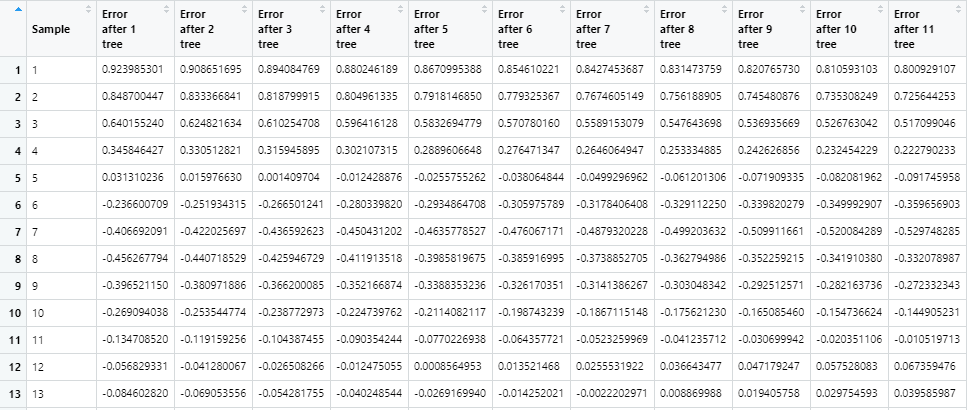 Sample Error after 1 tree Error after 2 tree Error after 3 tree Error after 4 tree Error after 5 tree Error after 6 tree Error after 7 tree Error after 8 tree Error after 9 tree Error after 10 tree Error after 11 tree
1 1 0.923985301 0.908651695 0.894084769 0.880246189 0.8670995388 0.854610221 0.8427453687 0.831473759 0.820765730 0.810593103 0.800929107
2 2 0.848700447 0.833366841 0.818799915 0.804961335 0.7918146850 0.779325367 0.7674605149 0.756188905 0.745480876 0.735308249 0.725644253
3 3 0.640155240 0.624821634 0.610254708 0.596416128 0.5832694779 0.570780160 0.5589153079 0.547643698 0.536935669 0.526763042 0.517099046
4 4 0.345846427 0.330512821 0.315945895 0.302107315 0.2889606648 0.276471347 0.2646064947 0.253334885 0.242626856 0.232454229 0.222790233
5 5 0.031310236 0.015976630 0.001409704 -0.012428876 -0.0255755262 -0.038064844 -0.0499296962 -0.061201306 -0.071909335 -0.082081962 -0.091745958
6 6 -0.236600709 -0.251934315 -0.266501241 -0.280339820 -0.2934864708 -0.305975789 -0.3178406408 -0.329112250 -0.339820279 -0.349992907 -0.359656903
7 7 -0.406692091 -0.422025697 -0.436592623 -0.450431202 -0.4635778527 -0.476067171 -0.4879320228 -0.499203632 -0.509911661 -0.520084289 -0.529748285
8 8 -0.456267794 -0.440718529 -0.425946729 -0.411913518 -0.3985819675 -0.385916995 -0.3738852705 -0.362794986 -0.352259215 -0.341910380 -0.332078987
9 9 -0.396521150 -0.380971886 -0.366200085 -0.352166874 -0.3388353236 -0.326170351 -0.3141386267 -0.303048342 -0.292512571 -0.282163736 -0.272332343
10 10 -0.269094038 -0.253544774 -0.238772973 -0.224739762 -0.2114082117 -0.198743239 -0.1867115148 -0.175621230 -0.165085460 -0.154736624 -0.144905231
11 11 -0.134708520 -0.119159256 -0.104387455 -0.090354244 -0.0770226938 -0.064357721 -0.0523259969 -0.041235712 -0.030699942 -0.020351106 -0.010519713
12 12 -0.056829331 -0.041280067 -0.026508266 -0.012475055 0.0008564953 0.013521468 0.0255531922 0.036643477 0.047179247 0.057528083 0.067359476
13 13 -0.084602820 -0.069053556 -0.054281755 -0.040248544 -0.0269169940 -0.014252021 -0.0022202971 0.008869988 0.019405758 0.029754593 0.039585987